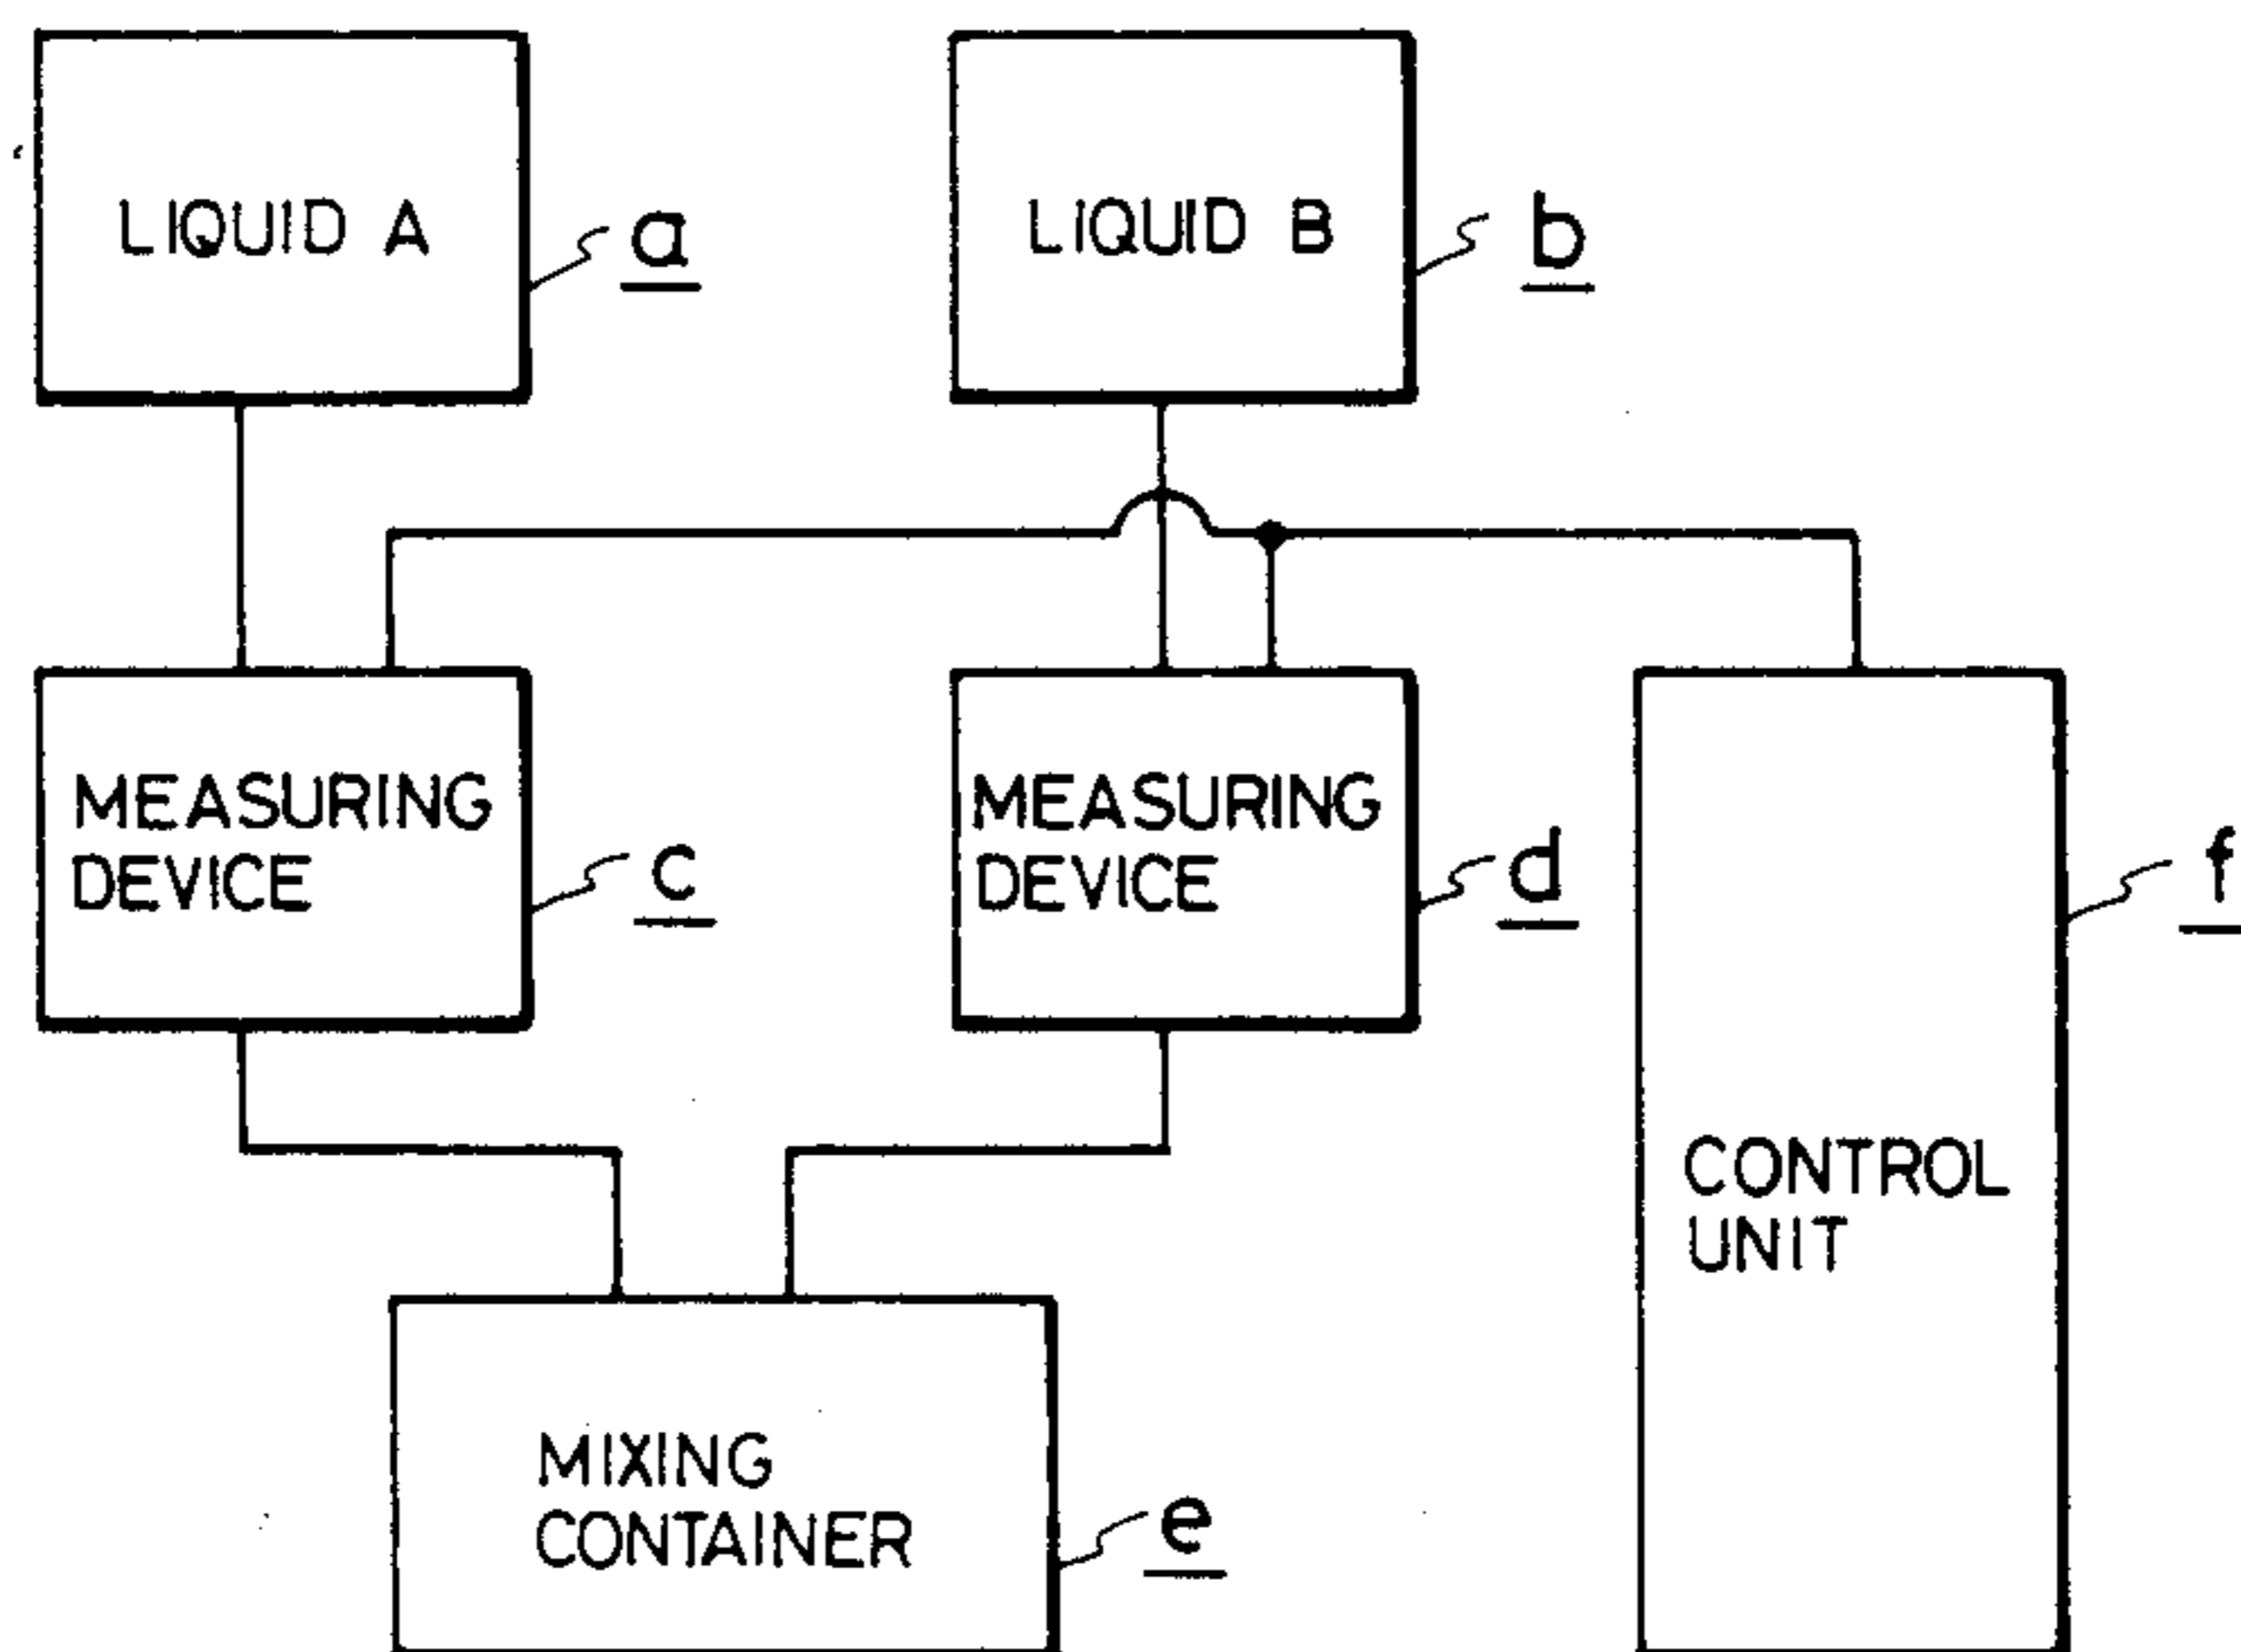 LIQUID A
a
LIQUID B
b
MEASURING
DEVICE
c
MEASURING
DEVICE
d
f
CONTROL
UNIT
MIXING
CONTAINER
e